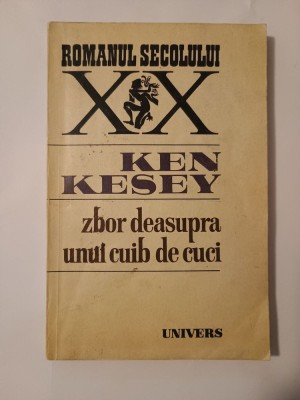 ROMANUL SECOLULUI
XX
KEN
KESEY
zbor deasupra
unui cuib de cuci
UNIVERS